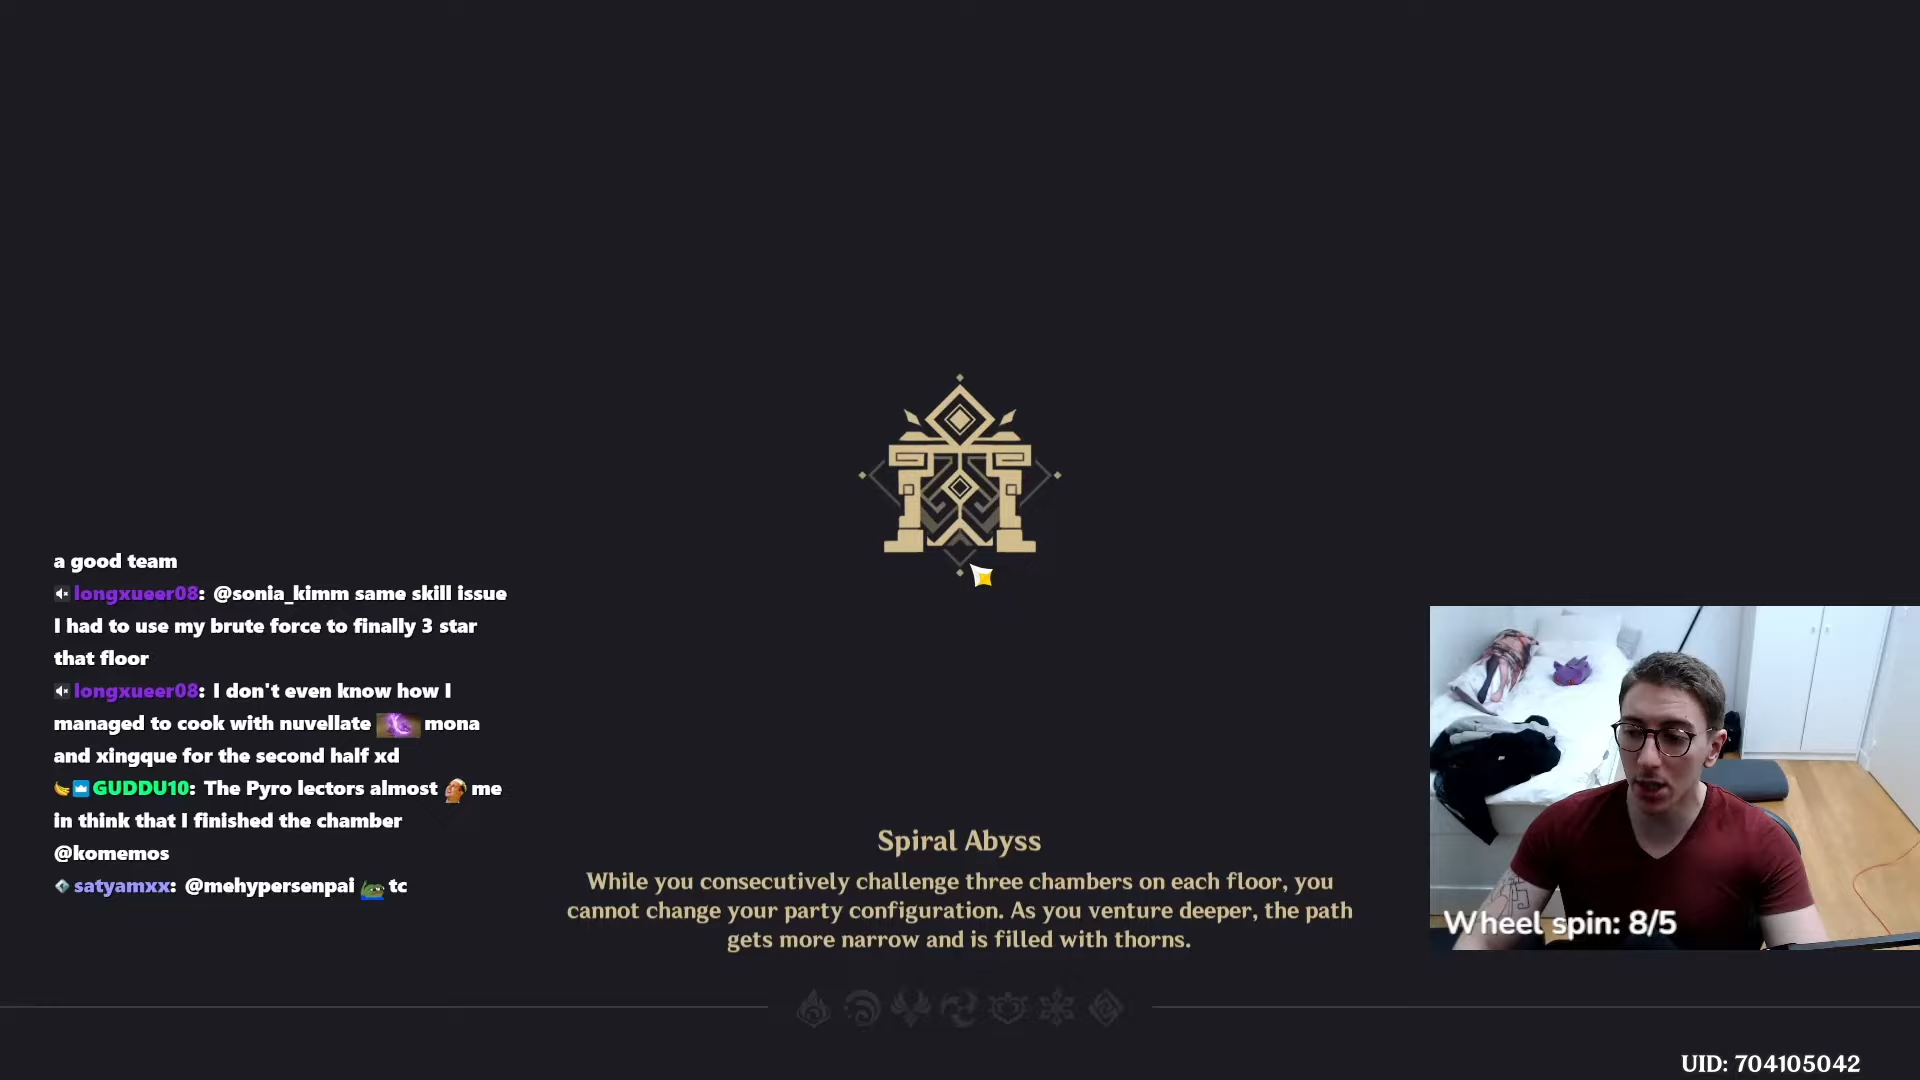 a good team
longxueer08: @sonia_kimm same skill issue
I had to use my brute force to finally 3 star
that floor
longxueer08: I don't even know how I
managed to cook with nuvellate mona
and xingque for the second half xd
GUDDU10: The Pyro lectors almost me
in think that I finished the chamber
@komemos
satyamxx: @mehypersenpai tc
Spiral Abyss
While you consecutively challenge three chambers on each floor, you
cannot change your party configuration. As you venture deeper, the path
gets more narrow and is filled with thorns.
Wheel spin: 8/5
UID: 704105042